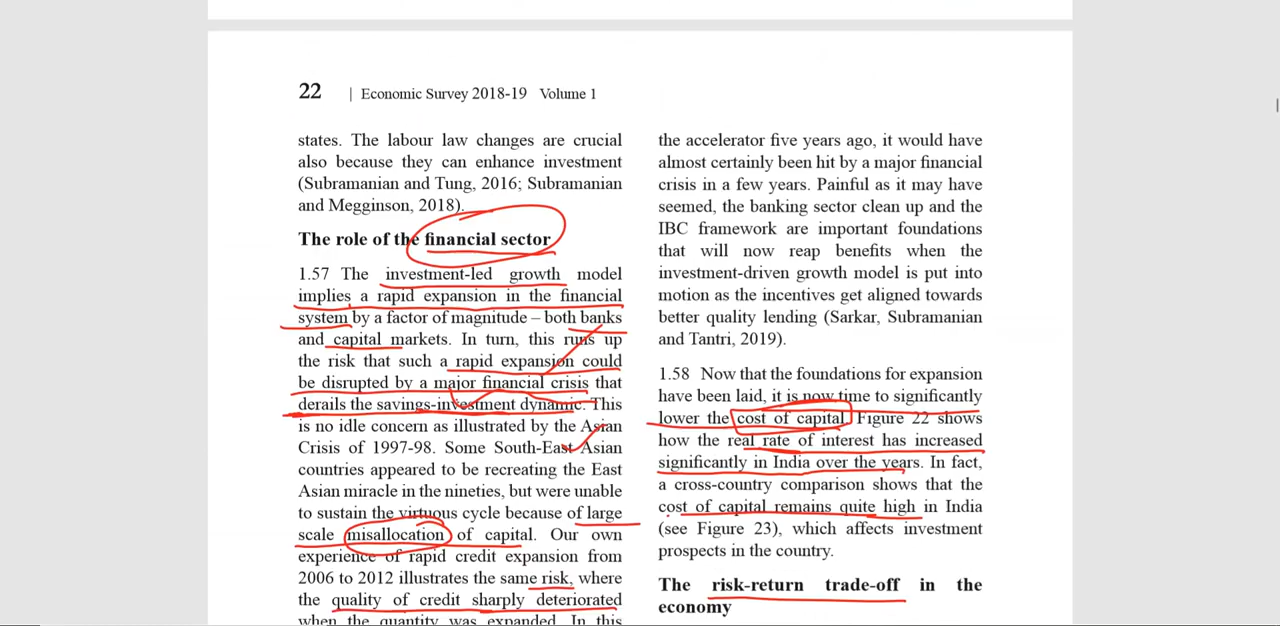 22 | Economic Survey 2018-19 Volume 1
states. The labour law changes are crucial
also because they can enhance investment
(Subramanian and Tung, 2016; Subramanian
and Megginson, 2018).
The role of the financial sector
1.57 The investment-led growth model
implies a rapid expansion in the financial
system by a factor of magnitude – both banks
and capital markets. In turn, this runs up
the risk that such a rapid expansion could
be disrupted by a major financial crisis that
derails the savings-investment dynamic. This
is no idle concern as illustrated by the Asian
Crisis of 1997-98. Some South-East Asian
countries appeared to be recreating the East
Asian miracle in the nineties, but were unable
to sustain the virtuous cycle because of large
scale misallocation of capital. Our own
experience of rapid credit expansion from
2006 to 2012 illustrates the same risk, where
the quality of credit sharply deteriorated
when the quantity was expanded. In this
the accelerator five years ago, it would have
almost certainly been hit by a major financial
crisis in a few years. Painful as it may have
seemed, the banking sector clean up and the
IBC framework are important foundations
that will now reap benefits when the
investment-driven growth model is put into
motion as the incentives get aligned towards
better quality lending (Sarkar, Subramanian
and Tantri, 2019).
1.58 Now that the foundations for expansion
have been laid, it is now time to significantly
lower the cost of capital. Figure 22 shows
how the real rate of interest has increased
significantly in India over the years. In fact,
a cross-country comparison shows that the
cost of capital remains quite high in India
(see Figure 23), which affects investment
prospects in the country.
The risk-return trade-off in the
economy